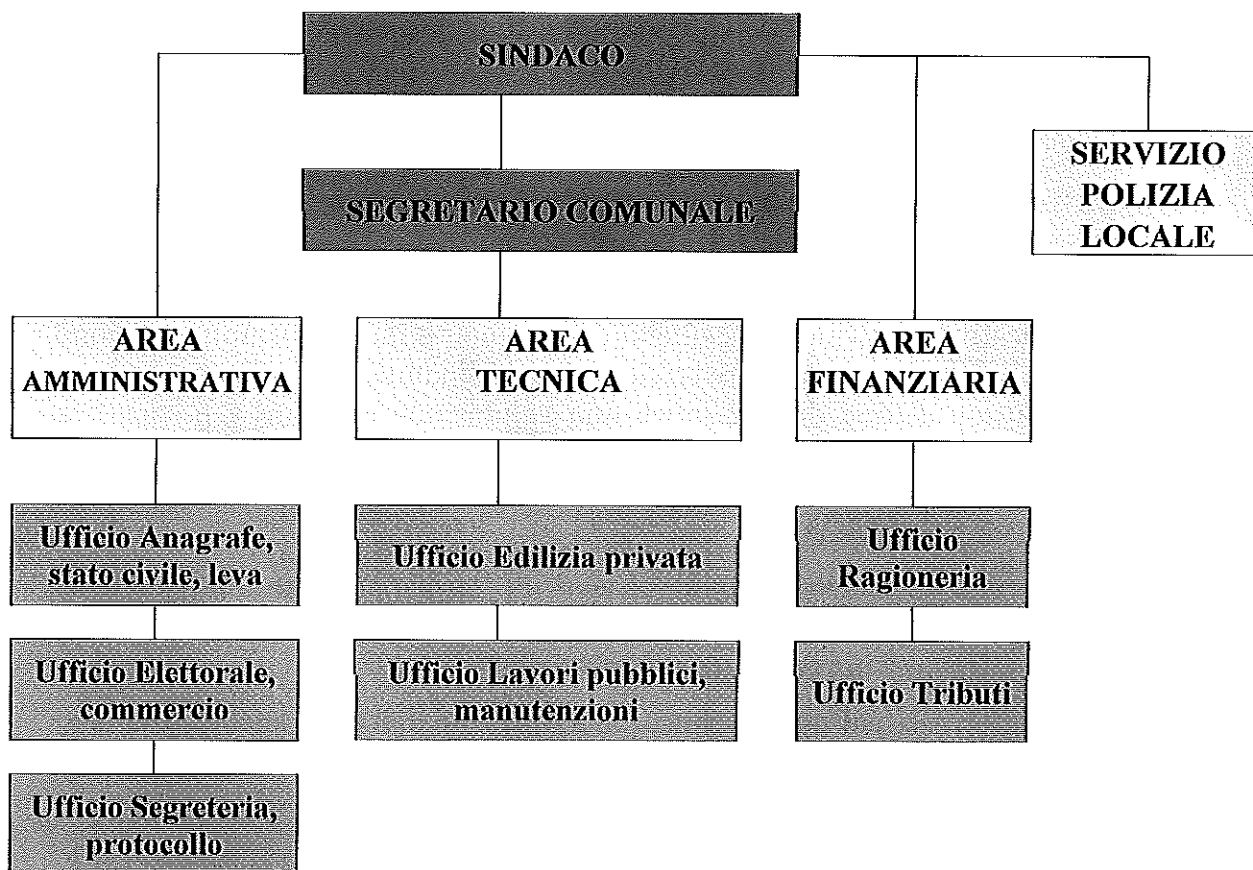 SINDACO
SERVIZIO
POLIZIA
LOCALE
SEGRETARIO COMUNALE
AREA
AMMINISTRATIVA
AREA
TECNICA
AREA
FINANZIARIA
Ufficio Anagrafe,
stato civile, leva
Ufficio Edilizia privata
Ufficio
Ragioneria
Ufficio Elettorale,
commercio
Ufficio Lavori pubblici,
manutenzioni
Ufficio Tributi
Ufficio Segreteria,
protocollo